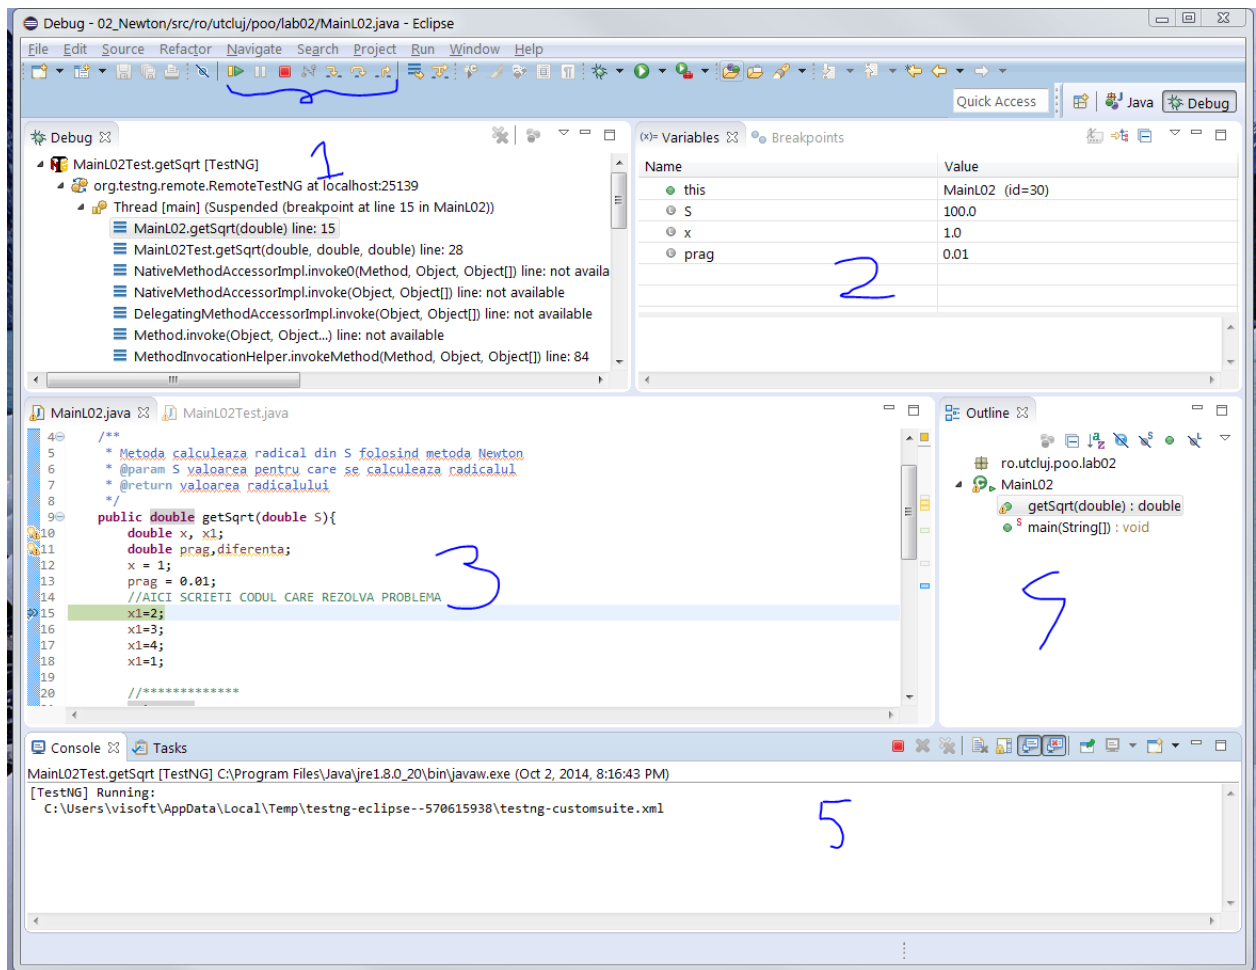 Debug - 02_Newton/src/ro/utcluj/poo/lab02/MainL02.java - Eclipse
File Edit Source Refactor Navigate Search Project Run Window Help
Quick Access Java Debug
Debug
1
MainL02Test.getSqrt [TestNG]
org.testng.remote.RemoteTestNG at localhost:25139
Thread [main] (Suspended (breakpoint at line 15 in MainL02))
MainL02.getSqrt(double) line: 15
MainL02Test.getSqrt(double, double, double) line: 28
NativeMethodAccessorImpl.invoke0(Method, Object, Object[]) line: not availa
NativeMethodAccessorImpl.invoke(Object, Object[]) line: not available
DelegatingMethodAccessorImpl.invoke(Object, Object[]) line: not available
Method.invoke(Object, Object...) line: not available
MethodInvocationHelper.invokeMethod(Method, Object, Object[]) line: 84
(x)= Variables Breakpoints
Name Value
this MainL02 (id=30)
S 100.0
x 1.0
prag 0.01
2
MainL02.java MainL02Test.java
4 /**
5 * Metoda calculeaza radical din S folosind metoda Newton
6 * @param S valoarea pentru care se calculeaza radicalul
7 * @return valoarea radicalului
8 */
9 public double getSqrt(double S){
10 double x, x1;
11 double prag,diferenta;
12 x = 1;
13 prag = 0.01;
14 //AICI SCRIETI CODUL CARE REZOLVA PROBLEMA
15 x1=2;
16 x1=3;
17 x1=4;
18 x1=1;
19
20 //*************
3
Outline
ro.utcluj.poo.lab02
MainL02
getSqrt(double) : double
main(String[]) : void
Console Tasks
MainL02Test.getSqrt [TestNG] C:\Program Files\Java\jre1.8.0_20\bin\javaw.exe (Oct 2, 2014, 8:16:43 PM)
[TestNG] Running:
C:\Users\visoft\AppData\Local\Temp\testng-eclipse--570615938\testng-customsuite.xml
5